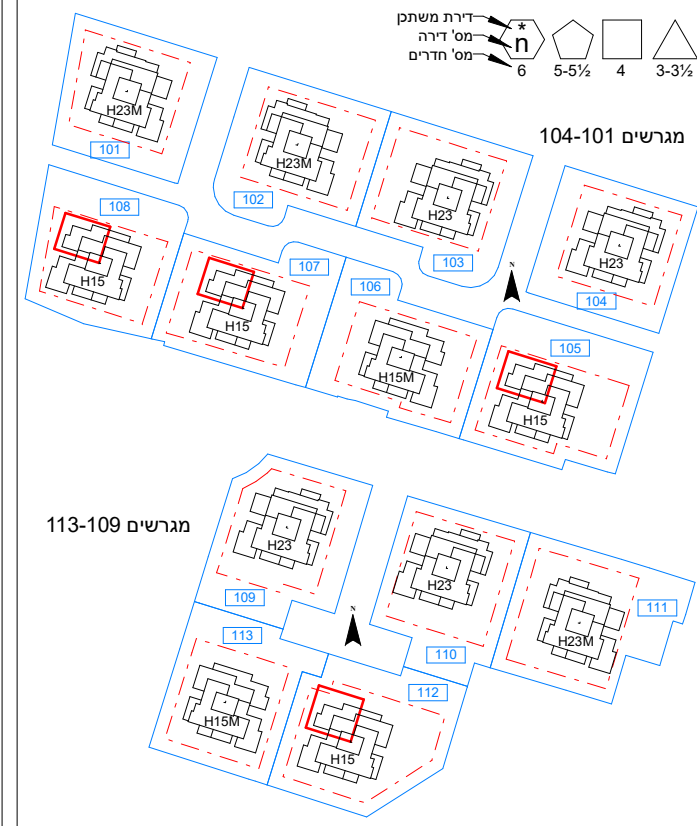 דירת משתכן
מס' דירה
מס' חדרים
*
n
6
5-5½
4
3-3½
מגרשים 104-101
H23M
101
H23M
102
H23
103
H23
104
108
H15
107
H15
106
H15M
N
105
H15
מגרשים 113-109
H23
109
H23
110
H23M
111
N
113
H15M
112
H15